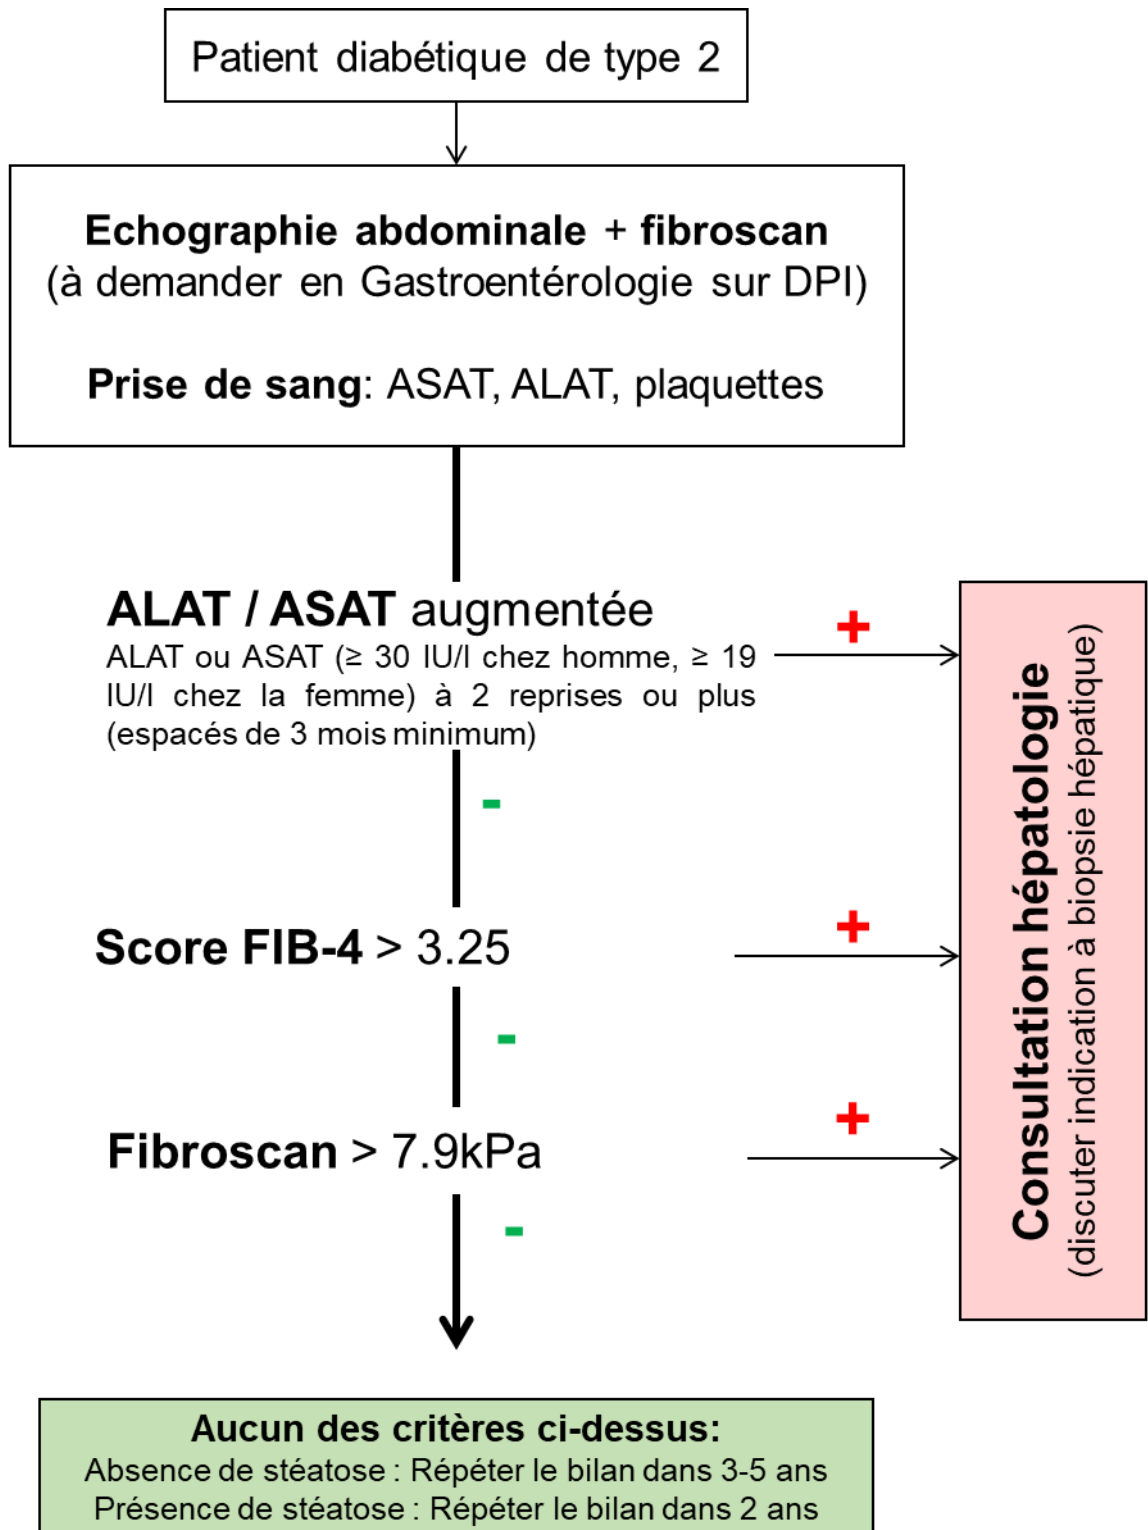 Patient diabétique de type 2
Echographie abdominale + fibroscan
(à demander en Gastroentérologie sur DPI)
Prise de sang: ASAT, ALAT, plaquettes
ALAT / ASAT augmentée
ALAT ou ASAT (≥ 30 IU/l chez homme, ≥ 19
IU/l chez la femme) à 2 reprises ou plus
(espacés de 3 mois minimum)
+
-
Score FIB-4 > 3.25
+
-
Fibroscan > 7.9kPa
+
-
Consultation hépatologie
(discuter indication à biopsie hépatique)
Aucun des critères ci-dessus:
Absence de stéatose : Répéter le bilan dans 3-5 ans
Présence de stéatose : Répéter le bilan dans 2 ans